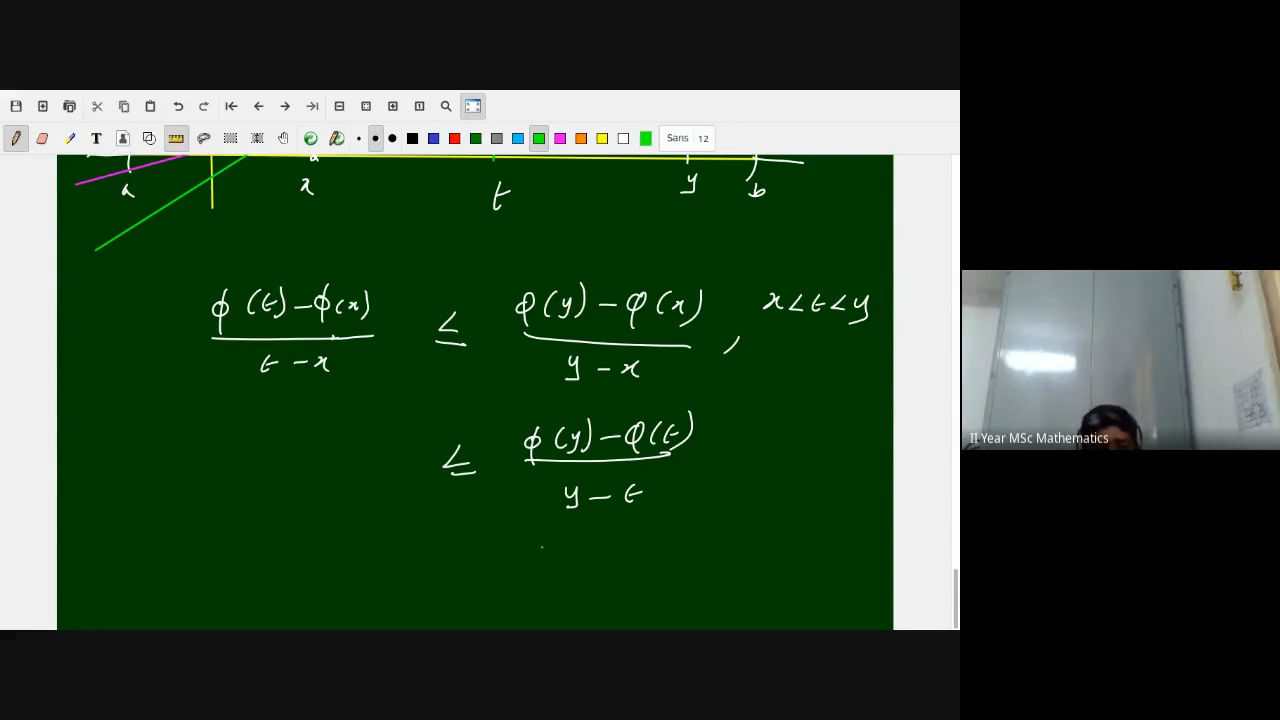 Sans 12
a x t y b
φ(t) – φ(x) / t – x ≤ φ(y) – φ(x) / y – x , x < t < y
≤ φ(y) – φ(t) / y – t
II Year MSc Mathematics